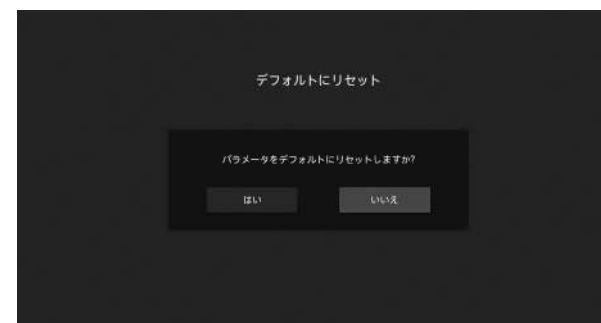 デフォルトにリセット
パラメータをデフォルトにリセットしますか?
はい
いいえ